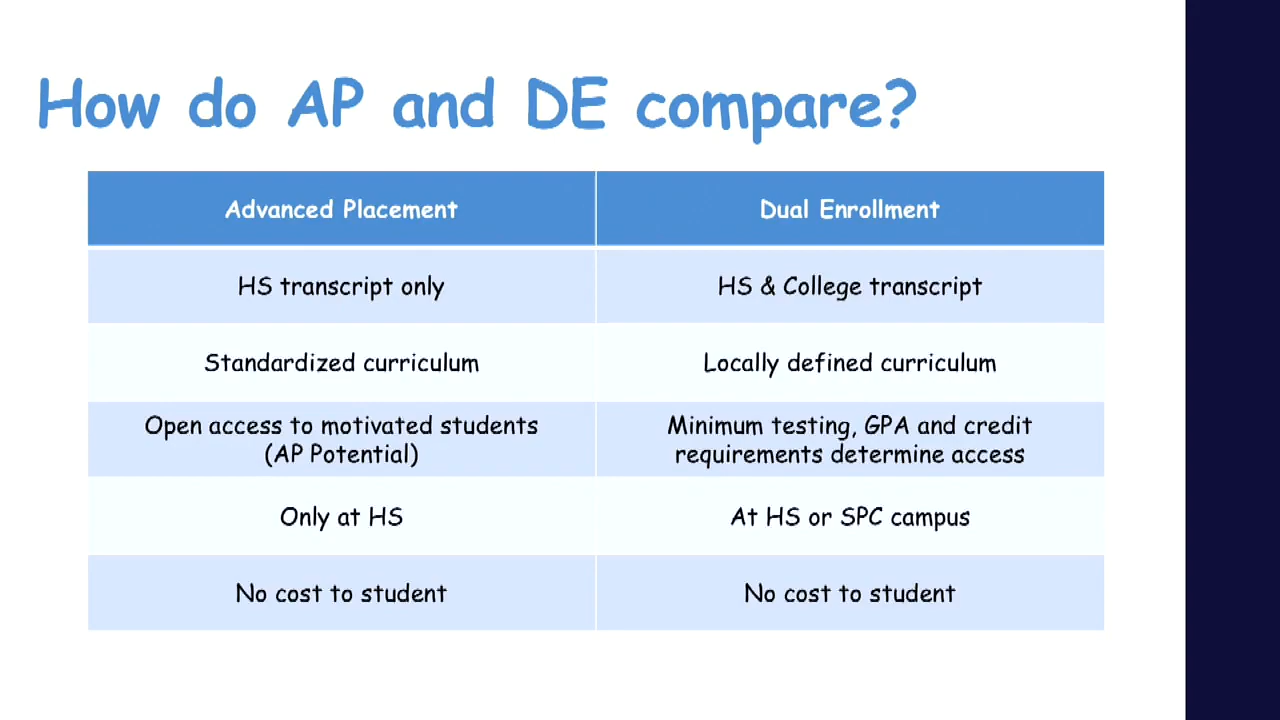 How do AP and DE compare?
Advanced Placement
Dual Enrollment
HS transcript only
HS & College transcript
Standardized curriculum
Locally defined curriculum
Open access to motivated students
(AP Potential)
Minimum testing, GPA and credit
requirements determine access
Only at HS
At HS or SPC campus
No cost to student
No cost to student